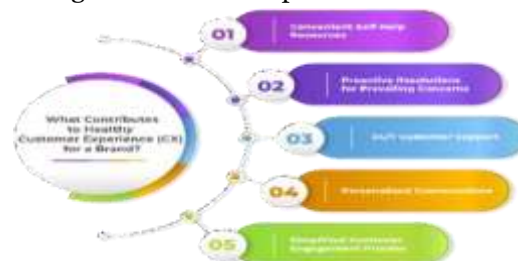 What Contributes
to Healthy
Customer Experience (CX)
for a Brand?
01
Convenient Self-Help
Resources
02
Proactive Resolutions
for Prevailing Concerns
03
24/7 Customer Support
04
Personalized Conversations
05
Simplified Customer
Engagement Process